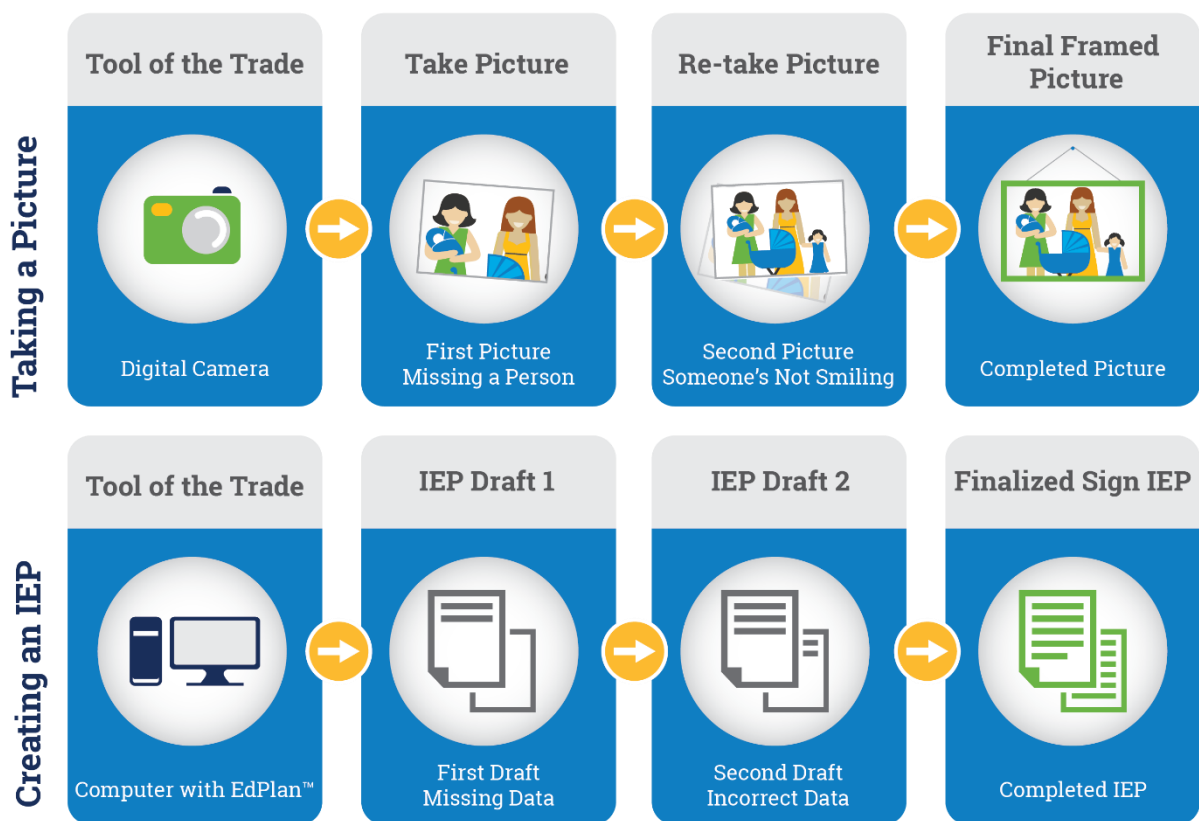 Taking a Picture
Tool of the Trade
Digital Camera
Take Picture
First Picture
Missing a Person
Re-take Picture
Second Picture
Someone's Not Smiling
Final Framed
Picture
Completed Picture
Creating an IEP
Tool of the Trade
Computer with EdPlan™
IEP Draft 1
First Draft
Missing Data
IEP Draft 2
Second Draft
Incorrect Data
Finalized Sign IEP
Completed IEP